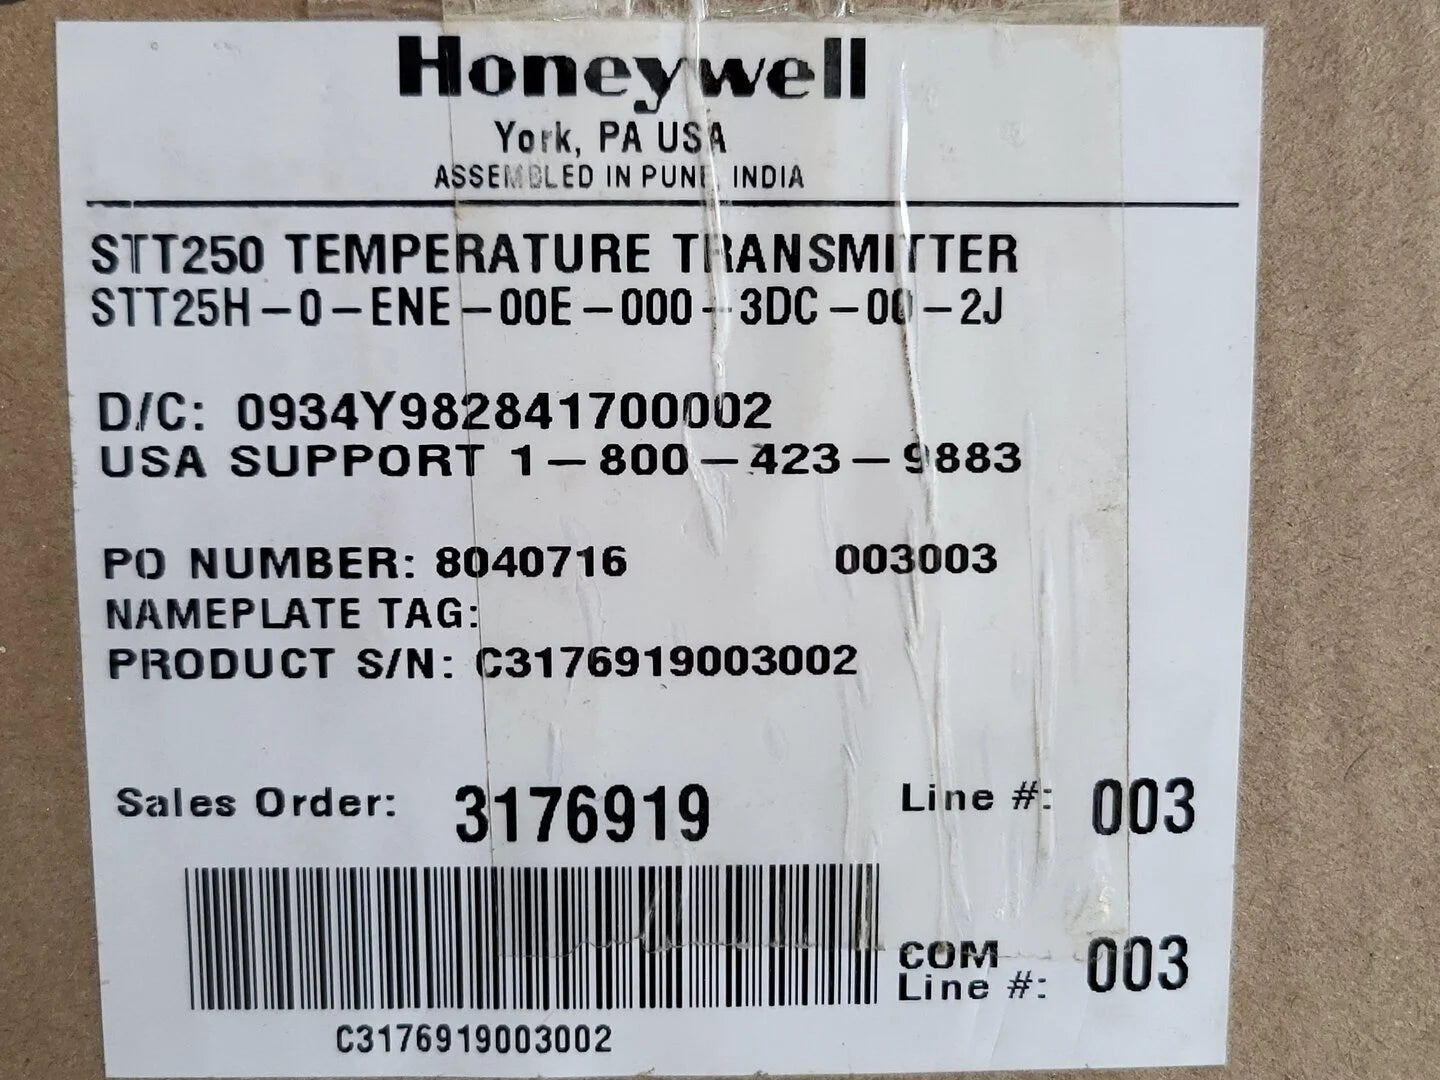 Honeywell
York, PA USA
ASSEMBLED IN PUNE, INDIA
STT250 TEMPERATURE TRANSMITTER
STT25H-0-ENE-00E-000-3DC-00-2J
D/C: 0934Y982841700002
USA SUPPORT 1-800-423-9883
PO NUMBER: 8040716 003003
NAMEPLATE TAG:
PRODUCT S/N: C3176919003002
Sales Order: 3176919 Line #: 003
COM
Line #: 003
C3176919003002